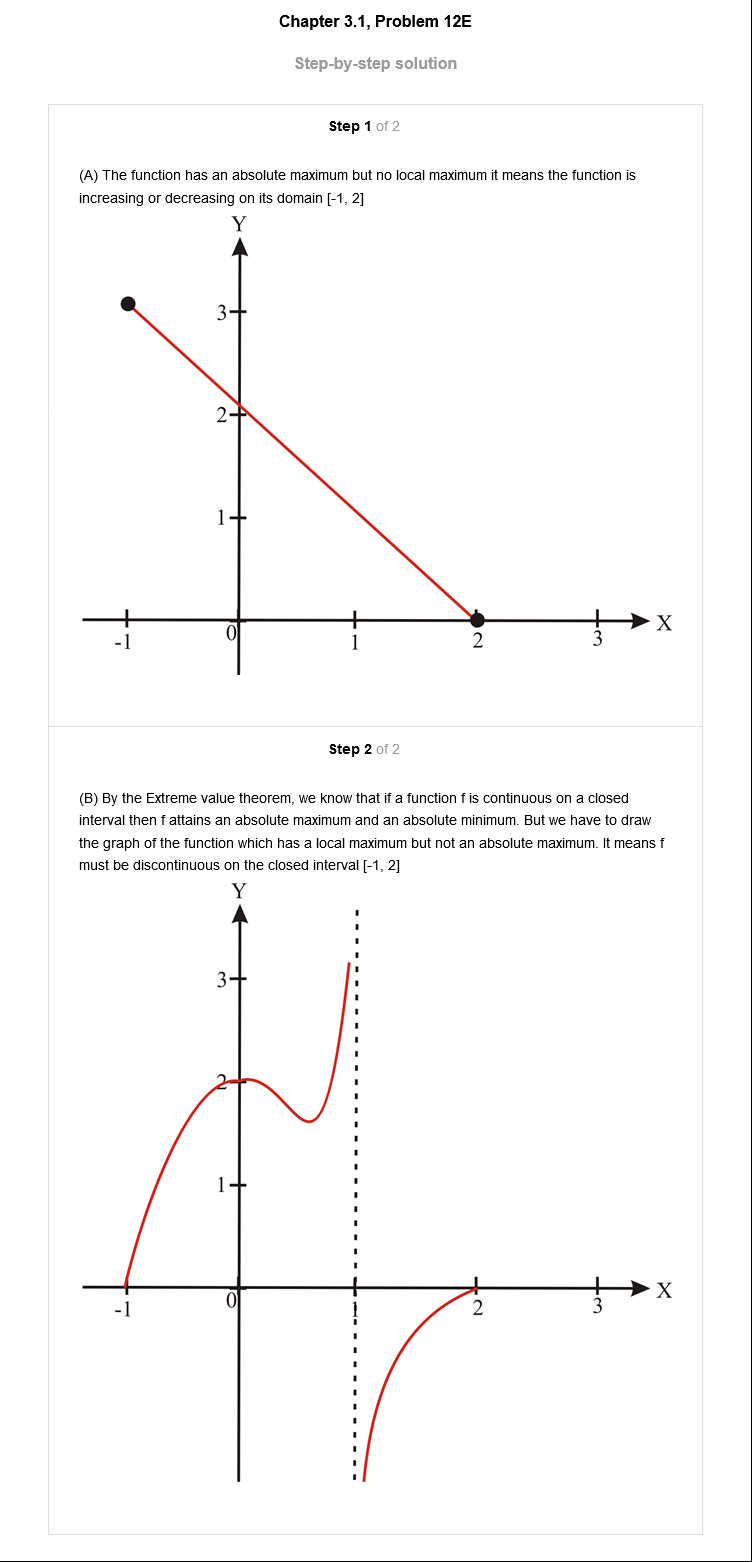 Chapter 3.1, Problem 12E
Step-by-step solution
Step 1 of 2
(A) The function has an absolute maximum but no local maximum it means the function is
increasing or decreasing on its domain [-1, 2]
Y
3
2
1
X
-1
0
1
2
3
Step 2 of 2
(B) By the Extreme value theorem, we know that if a function f is continuous on a closed
interval then f attains an absolute maximum and an absolute minimum. But we have to draw
the graph of the function which has a local maximum but not an absolute maximum. It means f
must be discontinuous on the closed interval [-1, 2]
Y
3
2
1
X
-1
0
1
2
3